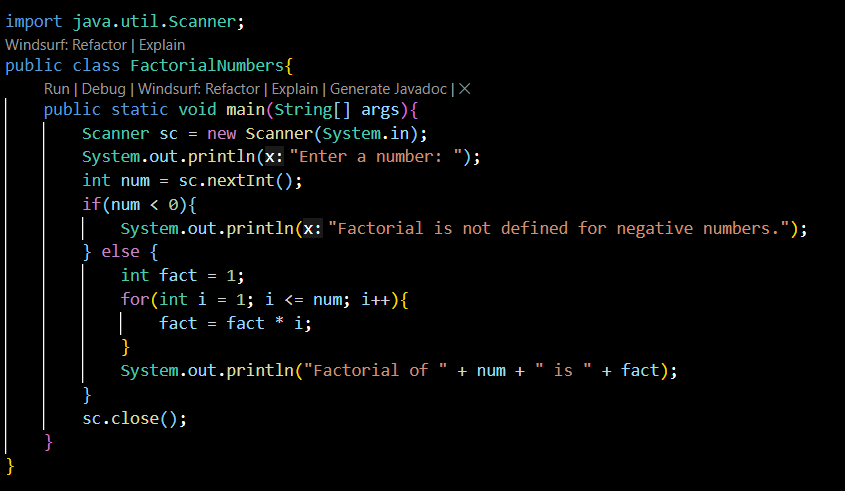 import java.util.Scanner;
Windsurf: Refactor | Explain
public class FactorialNumbers{
Run | Debug | Windsurf: Refactor | Explain | Generate Javadoc | ✕
public static void main(String[] args){
Scanner sc = new Scanner(System.in);
System.out.println(x: "Enter a number: ");
int num = sc.nextInt();
if(num < 0){
System.out.println(x: "Factorial is not defined for negative numbers.");
} else {
int fact = 1;
for(int i = 1; i <= num; i++){
fact = fact * i;
}
System.out.println("Factorial of " + num + " is " + fact);
}
sc.close();
}
}